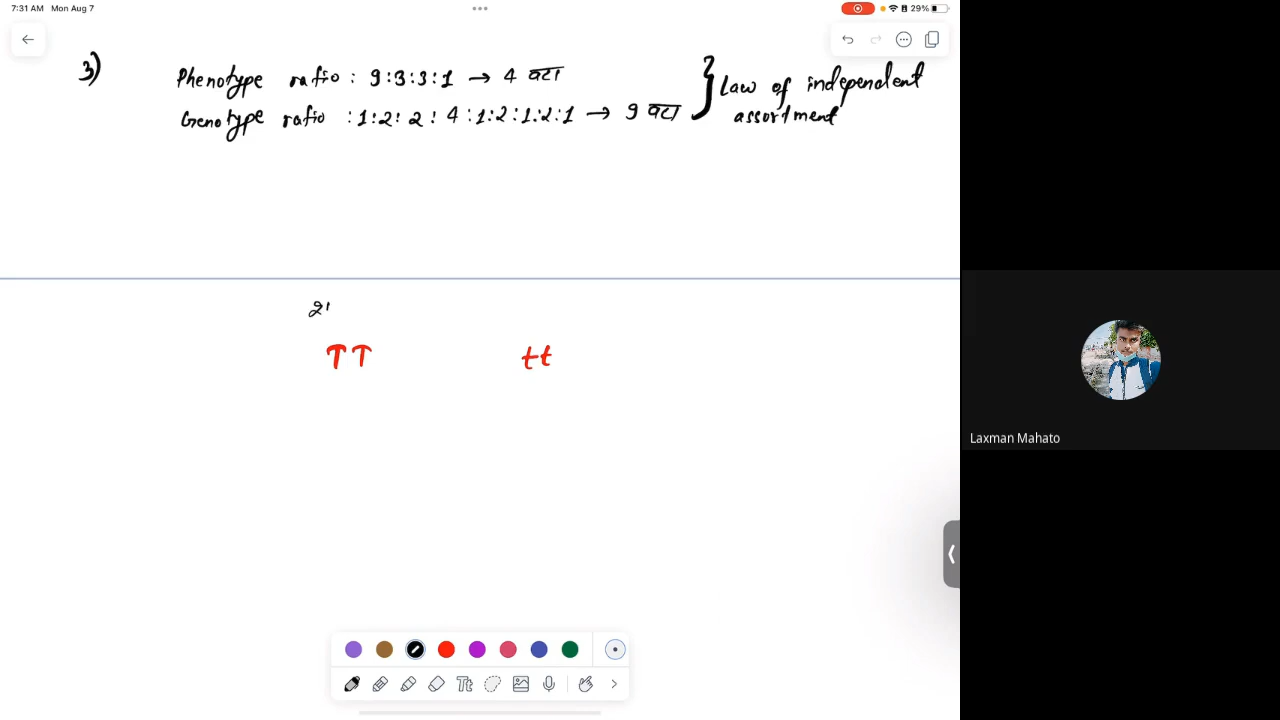 7:31 AM Mon Aug 7
29%
3)
Phenotype ratio : 9:3:3:1 → 4 वटा
Genotype ratio : 1:2:2:4:1:2:1:2:1 → 9 वटा
} Law of independent
assortment
TT tt
Tt
Laxman Mahato